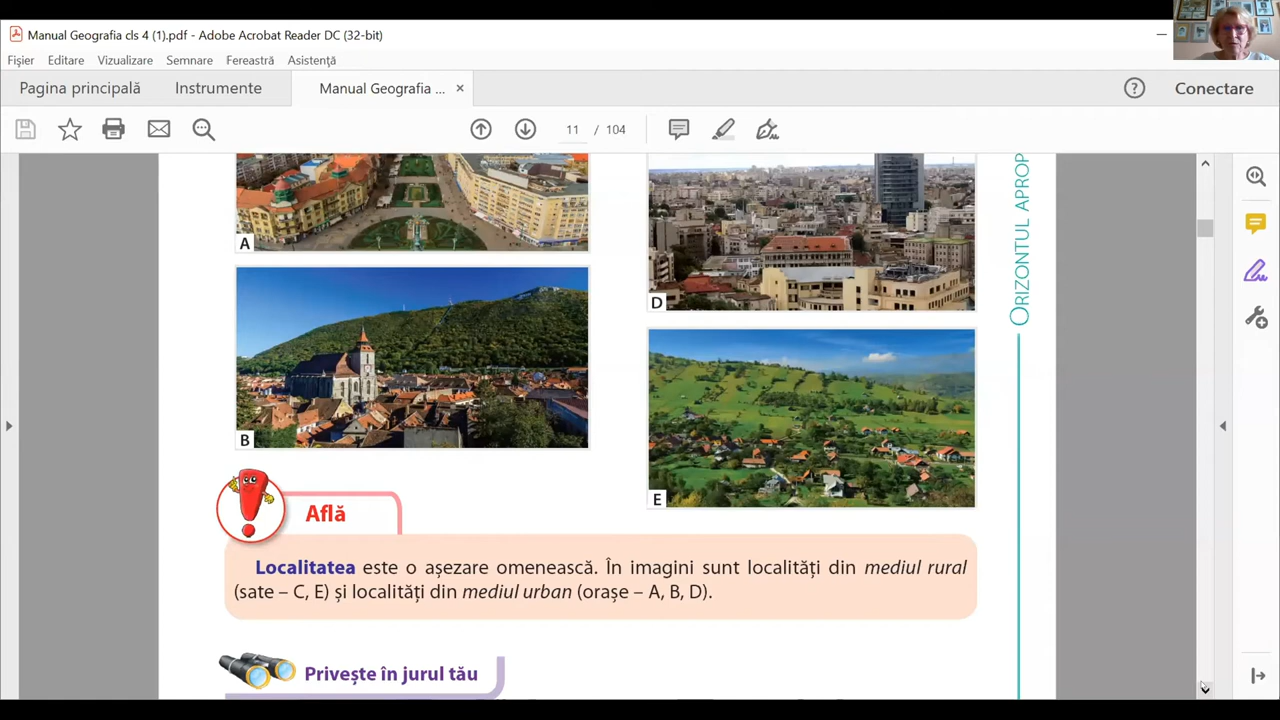 Manual Geografia cls 4 (1).pdf - Adobe Acrobat Reader DC (32-bit)
Fișier Editare Vizualizare Semnare Fereastră Asistență
Pagina principală Instrumente Manual Geografia ... × ? Conectare
11 / 104
A
D
B
E
ORIZONTUL APROP
Află
Localitatea este o așezare omenească. În imagini sunt localități din mediul rural
(sate – C, E) și localități din mediul urban (orașe – A, B, D).
Privește în jurul tău